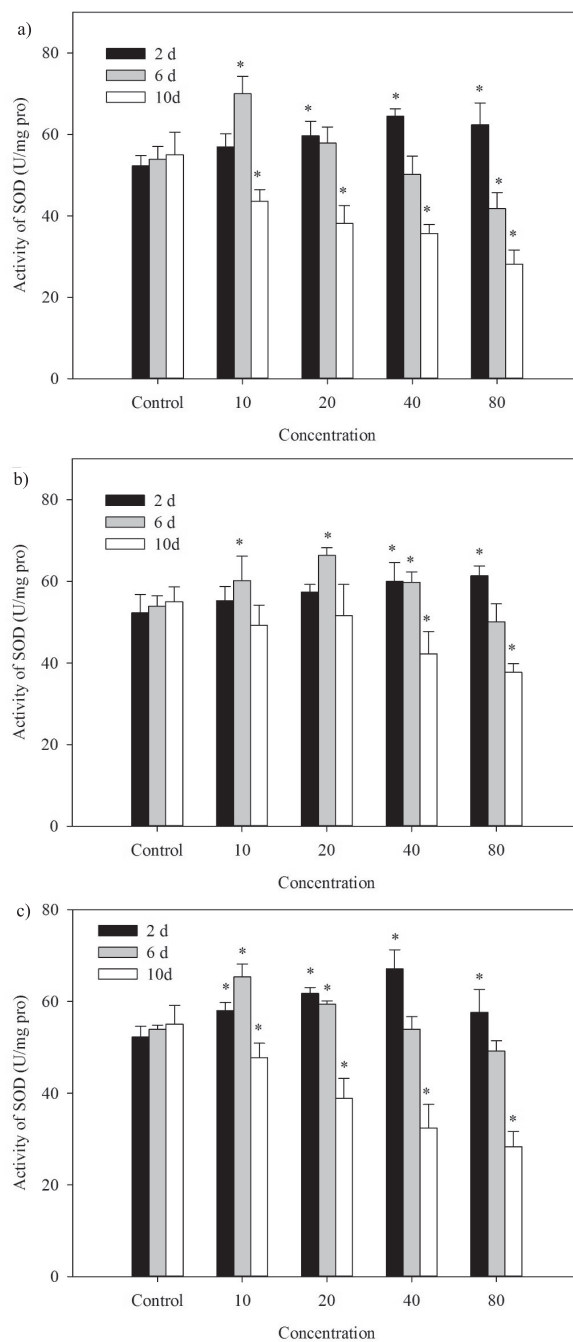 a)
80
60
40
20
0
Activity of SOD (U/mg pro)
2 d
6 d
10d
* * * * * * * * *
Control 10 20 40 80
Concentration
b)
80
60
40
20
0
Activity of SOD (U/mg pro)
2 d
6 d
10d
* * * * * * *
Control 10 20 40 80
Concentration
c)
80
60
40
20
0
Activity of SOD (U/mg pro)
2 d
6 d
10d
* * * * * * * * * *
Control 10 20 40 80
Concentration